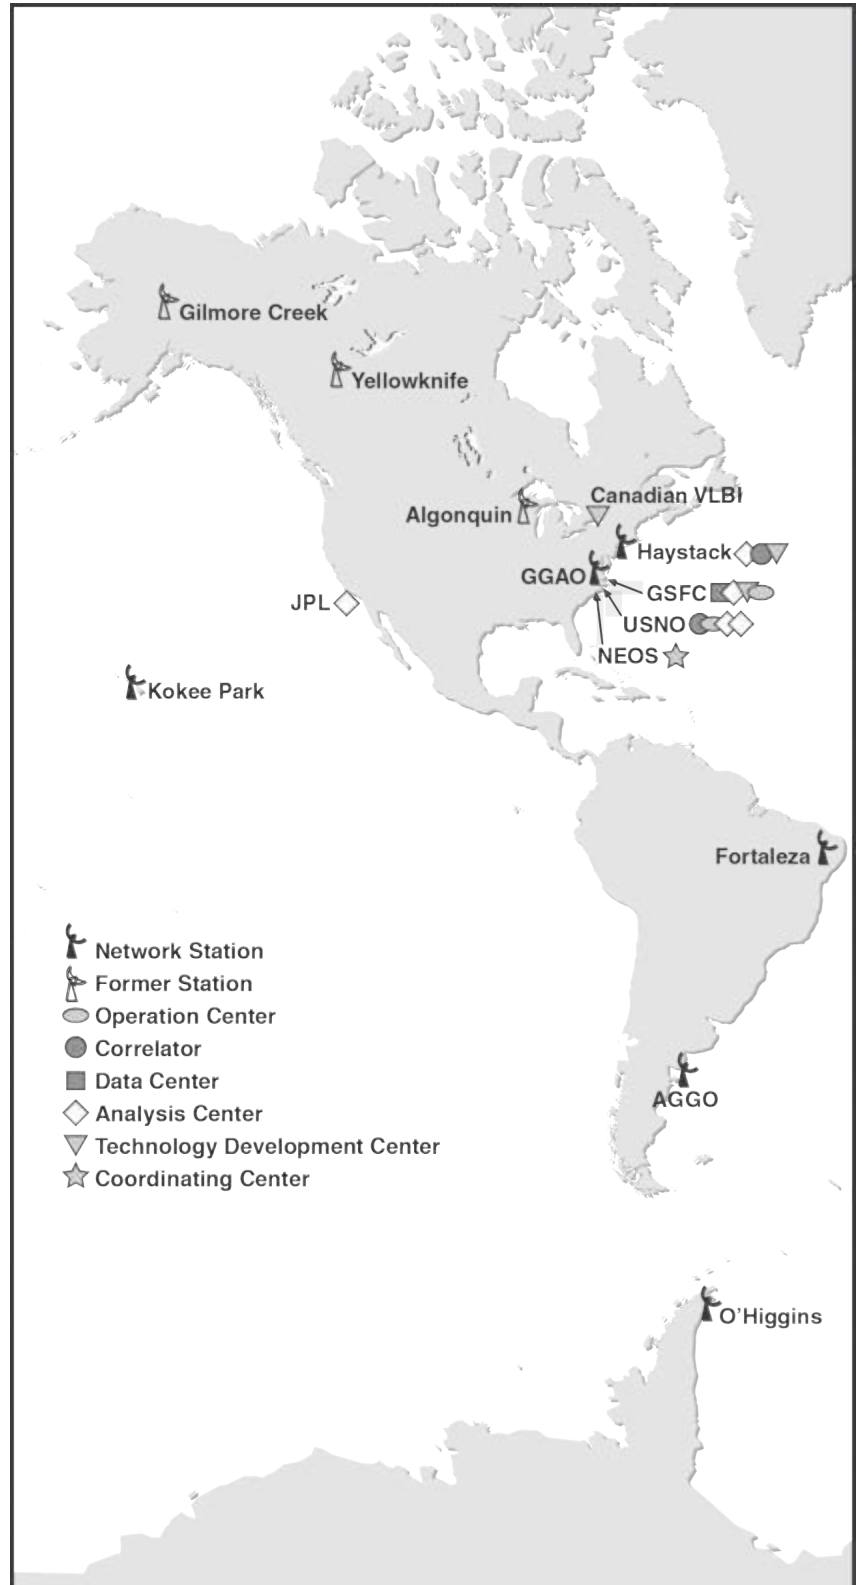 Gilmore Creek
Yellowknife
Canadian VLBI
Algonquin
Haystack
GGAO
GSFC
JPL
USNO
NEOS
Kokee Park
Fortaleza
Network Station
Former Station
Operation Center
Correlator
Data Center
Analysis Center
Technology Development Center
Coordinating Center
AGGO
O’Higgins